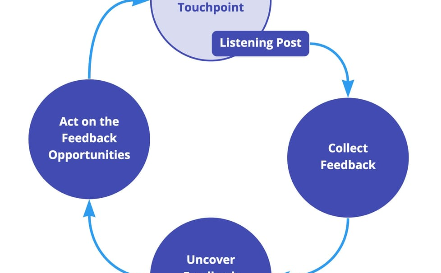 Touchpoint
Listening Post
Collect
Feedback
Uncover
Act on the
Feedback
Opportunities